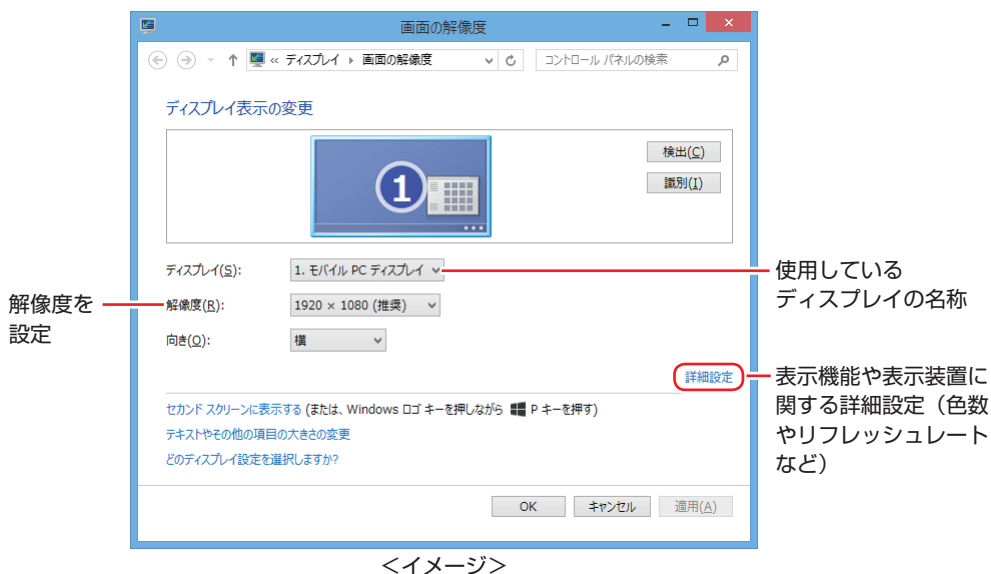 画面の解像度
« ディスプレイ ▸ 画面の解像度
コントロール パネルの検索
ディスプレイ表示の変更
1
検出(C)
識別(I)
ディスプレイ(S): 1. モバイル PC ディスプレイ
使用している
ディスプレイの名称
解像度を
設定
解像度(R): 1920 × 1080 (推奨)
向き(O): 横
詳細設定
表示機能や表示装置に
関する詳細設定（色数
やリフレッシュレート
など）
セカンド スクリーンに表示する (または、Windows ロゴ キーを押しながら P キーを押す)
テキストやその他の項目の大きさの変更
どのディスプレイ設定を選択しますか?
OK キャンセル 適用(A)
＜イメージ＞